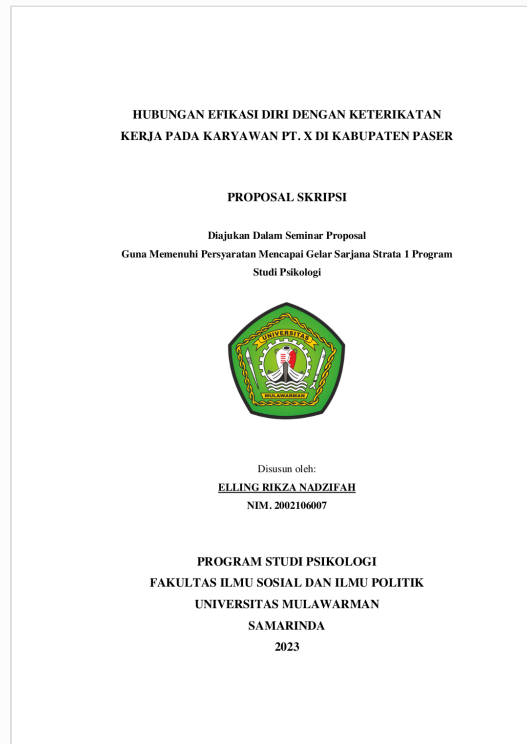 HUBUNGAN EFIKASI DIRI DENGAN KETERIKATAN
KERJA PADA KARYAWAN PT. X DI KABUPATEN PASER
PROPOSAL SKRIPSI
Diajukan Dalam Seminar Proposal
Guna Memenuhi Persyaratan Mencapai Gelar Sarjana Strata 1 Program
Studi Psikologi
UNIVERSITAS
MULAWARMAN
Disusun oleh:
ELLING RIKZA NADZIFAH
NIM. 2002106007
PROGRAM STUDI PSIKOLOGI
FAKULTAS ILMU SOSIAL DAN ILMU POLITIK
UNIVERSITAS MULAWARMAN
SAMARINDA
2023